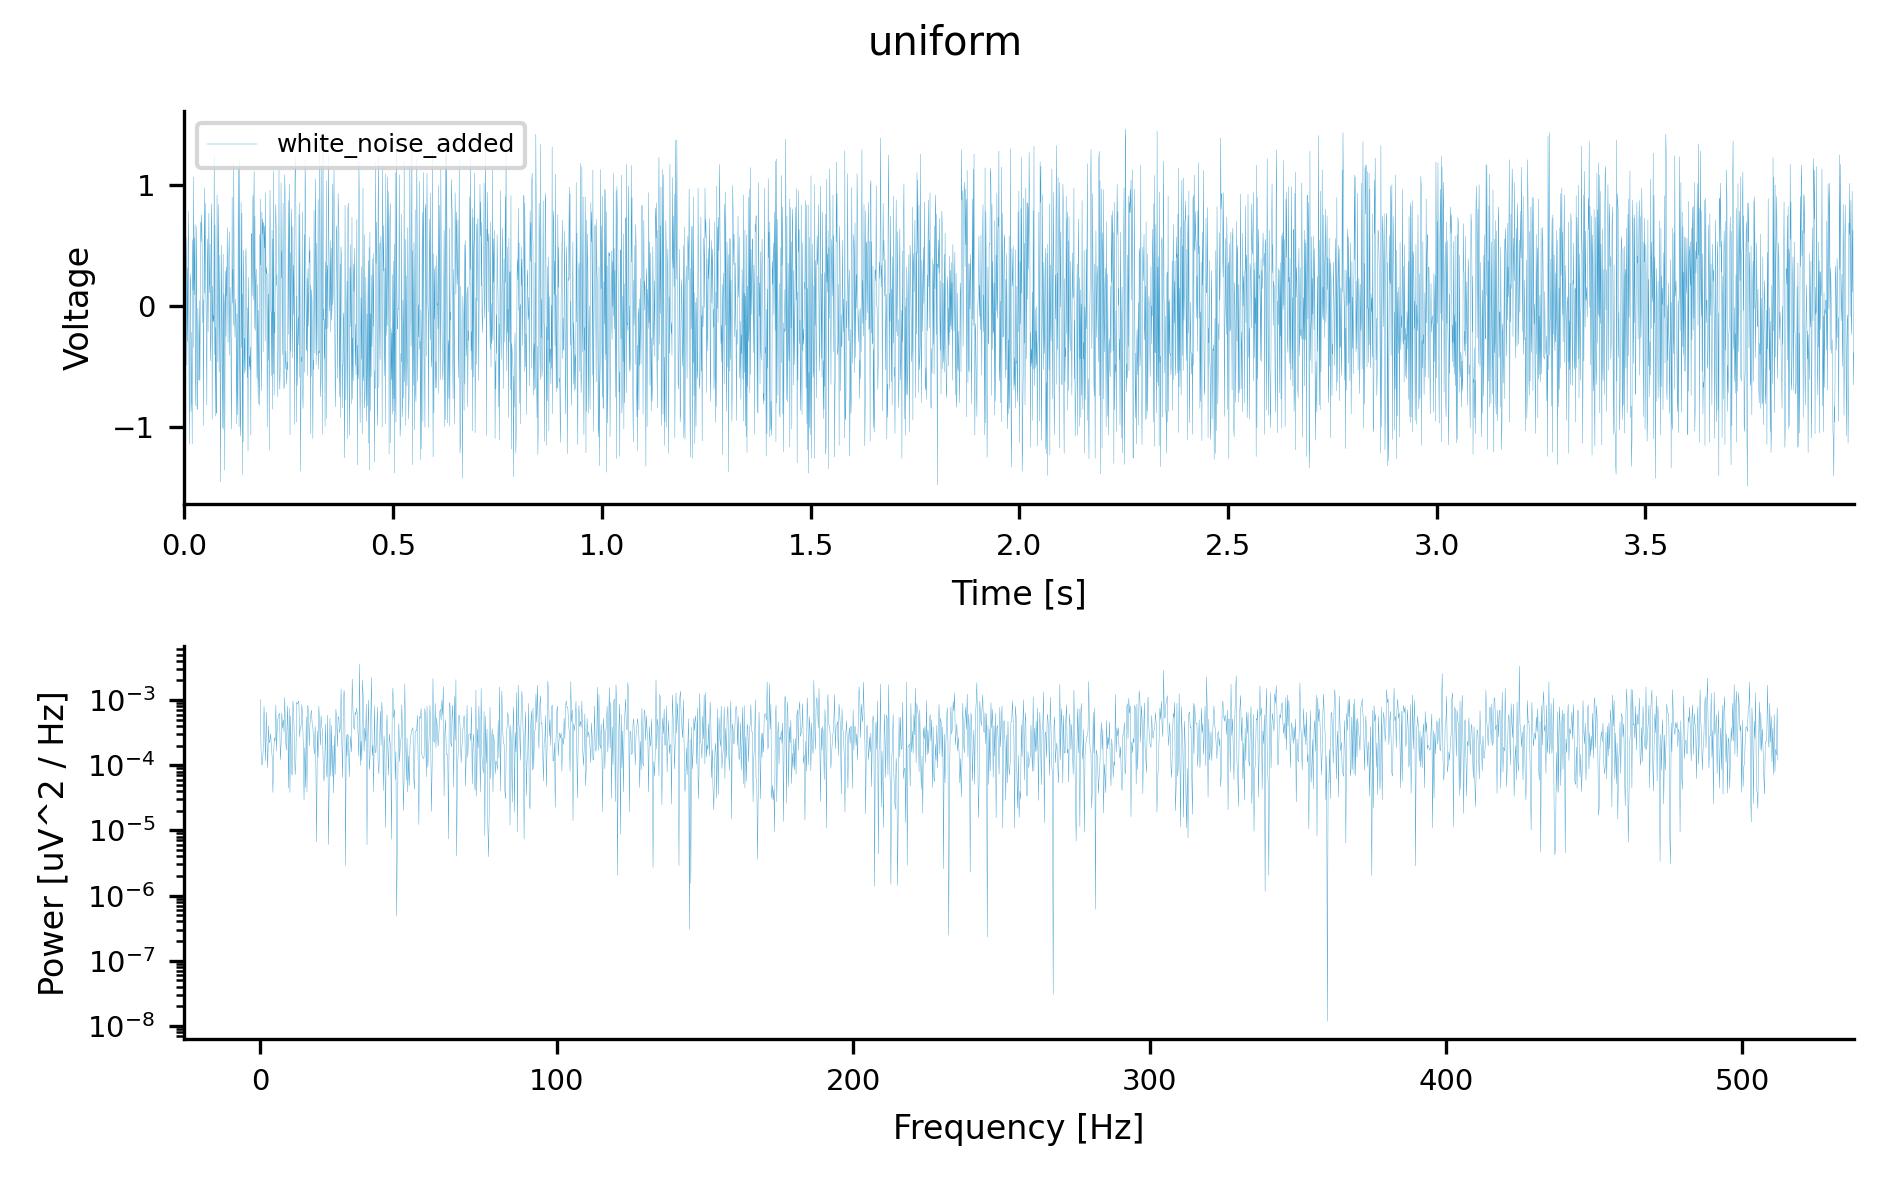 uniform
white_noise_added
Voltage
1
0
−1
0.0 0.5 1.0 1.5 2.0 2.5 3.0 3.5
Time [s]
Power [uV^2 / Hz]
10⁻³
10⁻⁴
10⁻⁵
10⁻⁶
10⁻⁷
10⁻⁸
0 100 200 300 400 500
Frequency [Hz]